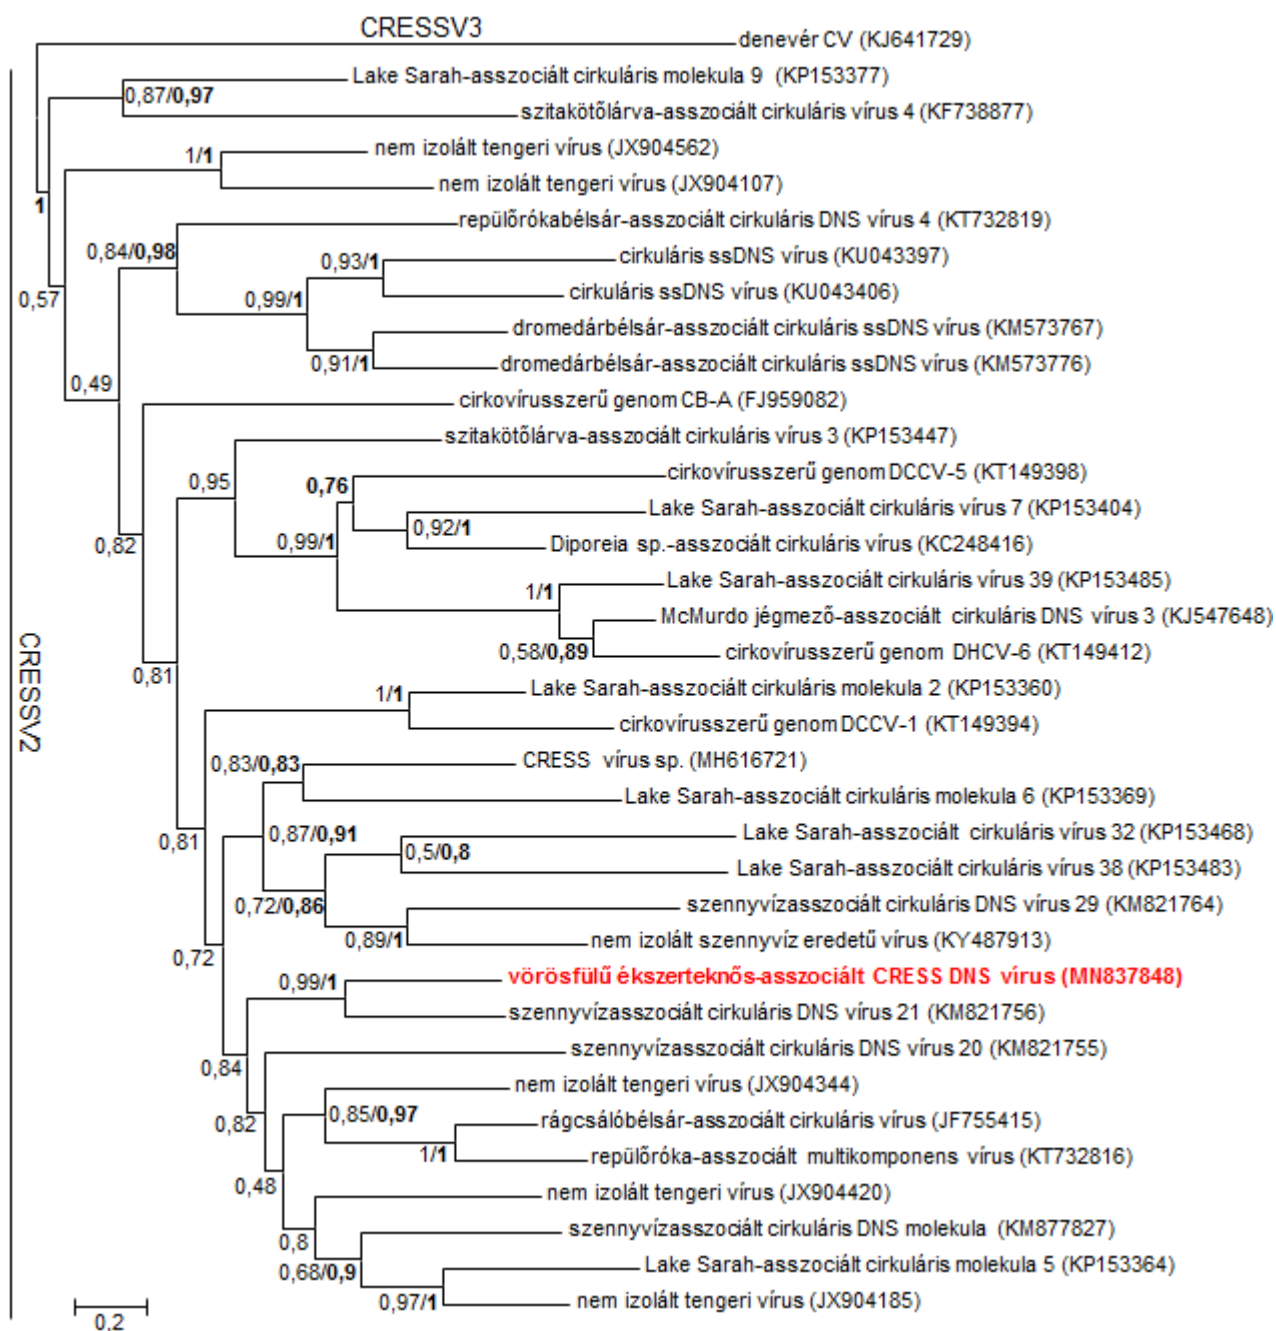 CRESSV3
denevér CV (KJ641729)
Lake Sarah-asszociált cirkuláris molekula 9 (KP153377)
0,87/0,97
szitakötőlárva-asszociált cirkuláris vírus 4 (KF738877)
1/1
nem izolált tengeri vírus (JX904562)
nem izolált tengeri vírus (JX904107)
1
repülőrókabélsár-asszociált cirkuláris DNS vírus 4 (KT732819)
0,84/0,98
0,93/1
cirkuláris ssDNS vírus (KU043397)
0,57
0,99/1
cirkuláris ssDNS vírus (KU043406)
dromedárbélsár-asszociált cirkuláris ssDNS vírus (KM573767)
0,91/1
dromedárbélsár-asszociált cirkuláris ssDNS vírus (KM573776)
0,49
cirkovírusszerű genom CB-A (FJ959082)
szitakötőlárva-asszociált cirkuláris vírus 3 (KP153447)
0,95
0,76
cirkovírusszerű genom DCCV-5 (KT149398)
Lake Sarah-asszociált cirkuláris vírus 7 (KP153404)
0,92/1
0,82
0,99/1
Diporeia sp.-asszociált cirkuláris vírus (KC248416)
1/1
Lake Sarah-asszociált cirkuláris vírus 39 (KP153485)
McMurdo jégmező-asszociált cirkuláris DNS vírus 3 (KJ547648)
0,58/0,89
cirkovírusszerű genom DHCV-6 (KT149412)
0,81
CRESSV2
1/1
Lake Sarah-asszociált cirkuláris molekula 2 (KP153360)
cirkovírusszerű genom DCCV-1 (KT149394)
0,83/0,83
CRESS vírus sp. (MH616721)
Lake Sarah-asszociált cirkuláris molekula 6 (KP153369)
0,81
0,87/0,91
Lake Sarah-asszociált cirkuláris vírus 32 (KP153468)
0,5/0,8
Lake Sarah-asszociált cirkuláris vírus 38 (KP153483)
0,72/0,86
szennyvízasszociált cirkuláris DNS vírus 29 (KM821764)
0,89/1
nem izolált szennyvíz eredetű vírus (KY487913)
0,72
0,99/1
vörösfülű ékszerteknős-asszociált CRESS DNS vírus (MN837848)
szennyvízasszociált cirkuláris DNS vírus 21 (KM821756)
0,84
szennyvízasszociált cirkuláris DNS vírus 20 (KM821755)
nem izolált tengeri vírus (JX904344)
0,82
0,85/0,97
rágcsálóbélsár-asszociált cirkuláris vírus (JF755415)
1/1
repülőróka-asszociált multikomponens vírus (KT732816)
0,48
nem izolált tengeri vírus (JX904420)
0,8
szennyvízasszociált cirkuláris DNS molekula (KM877827)
0,68/0,9
Lake Sarah-asszociált cirkuláris molekula 5 (KP153364)
0,97/1
nem izolált tengeri vírus (JX904185)
0,2